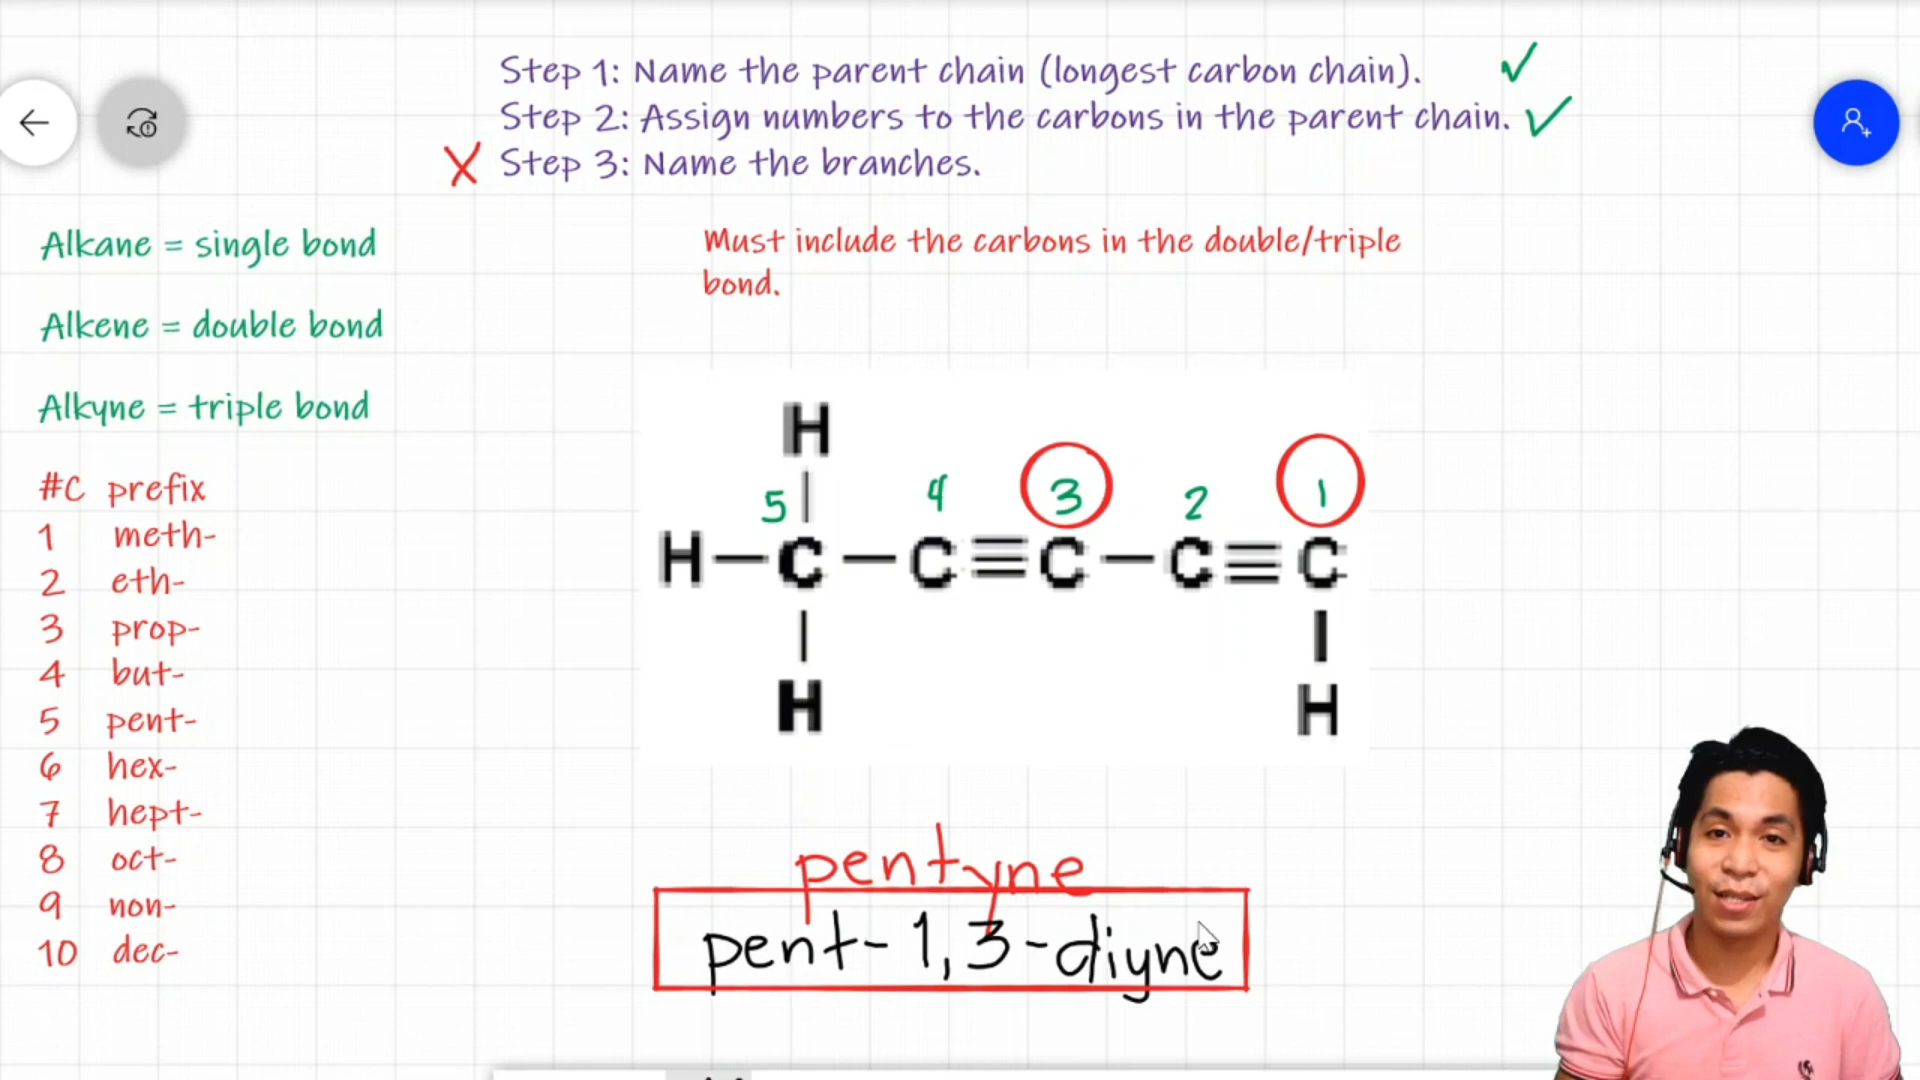 Step 1: Name the parent chain (longest carbon chain). ✓
Step 2: Assign numbers to the carbons in the parent chain. ✓
X Step 3: Name the branches.
Must include the carbons in the double/triple
bond.
Alkane = single bond
Alkene = double bond
Alkyne = triple bond
#C prefix
1 meth-
2 eth-
3 prop-
4 but-
5 pent-
6 hex-
7 hept-
8 oct-
9 non-
10 dec-
H
5 4 3 2 1
H—C—C≡C—C≡C
H H
pentyne
pent-1,3-diyne